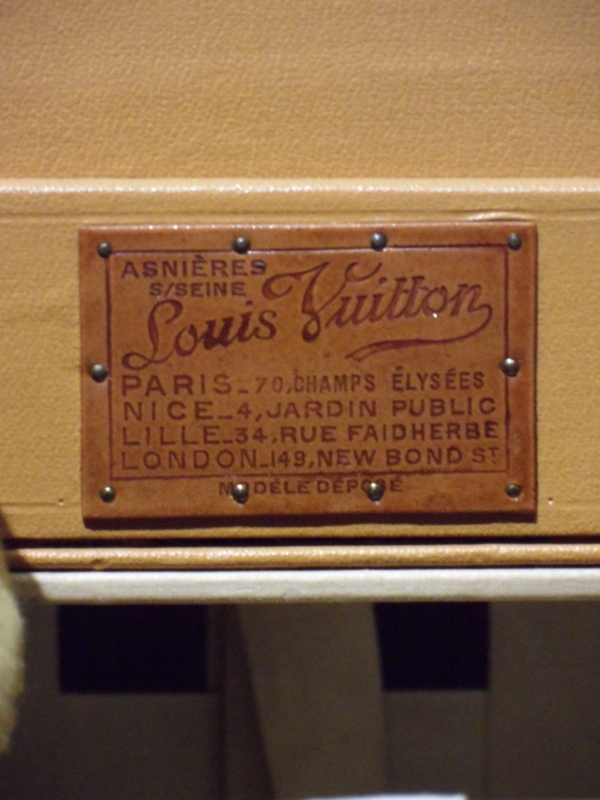 ASNIÈRES
S/SEINE
Louis Vuitton
PARIS_70,CHAMPS ÉLYSÉES
NICE_4,JARDIN PUBLIC
LILLE_34,RUE FAIDHERBE
LONDON_149,NEW BOND ST
MODÈLE DÉPOSÉ